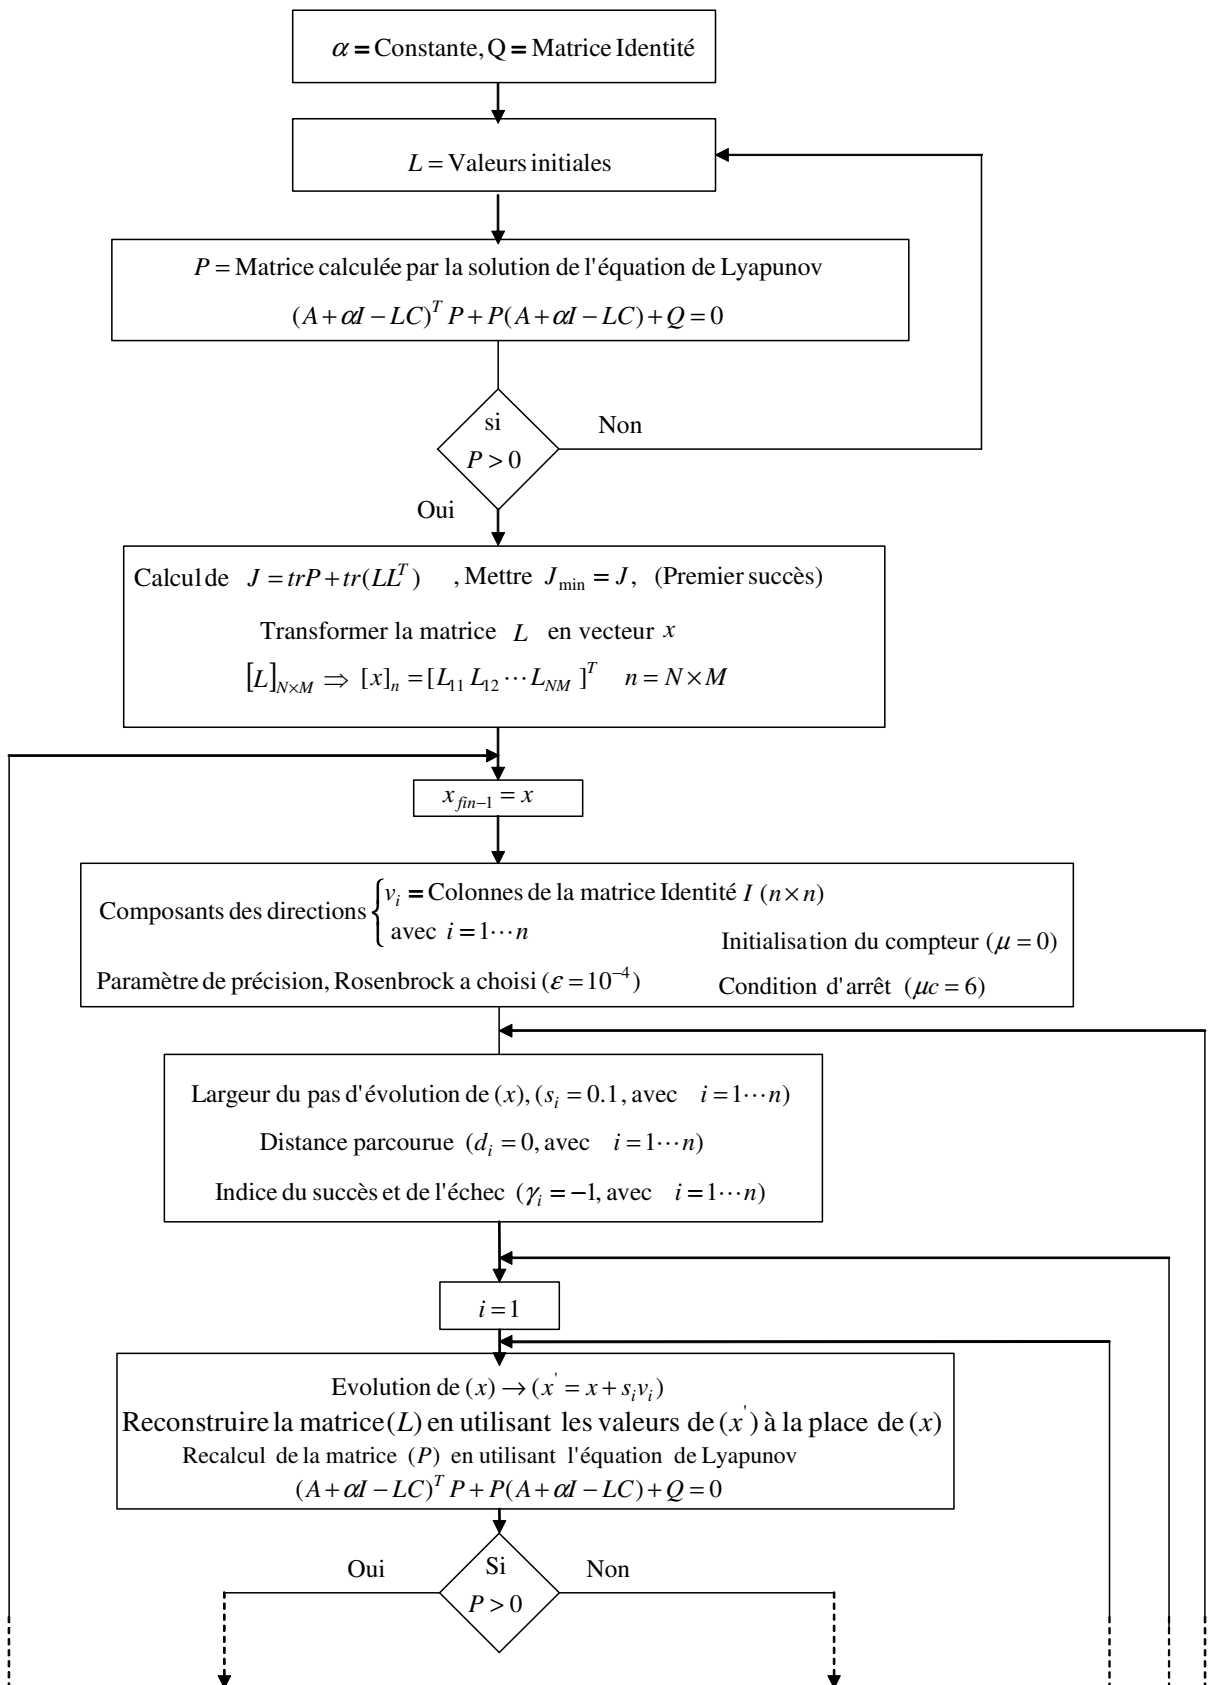 α = Constante, Q = Matrice Identité
L = Valeurs initiales
P = Matrice calculée par la solution de l'équation de Lyapunov
(A + αI − LC)^T P + P(A + αI − LC) + Q = 0
si
P > 0
Non
Oui
Calcul de J = trP + tr(LL^T) , Mettre J_min = J, (Premier succès)
Transformer la matrice L en vecteur x
[L]_{N×M} ⇒ [x]_n = [L_11 L_12 ⋯ L_NM ]^T n = N × M
x_{fin−1} = x
Composants des directions { v_i = Colonnes de la matrice Identité I (n × n)
avec i = 1⋯n
Initialisation du compteur (μ = 0)
Paramètre de précision, Rosenbrock a choisi (ε = 10^{−4})
Condition d'arrêt (μc = 6)
Largeur du pas d'évolution de (x), (s_i = 0.1, avec i = 1⋯n)
Distance parcourue (d_i = 0, avec i = 1⋯n)
Indice du succès et de l'échec (γ_i = −1, avec i = 1⋯n)
i = 1
Evolution de (x) → (x' = x + s_i v_i)
Reconstruire la matrice (L) en utilisant les valeurs de (x') à la place de (x)
Recalcul de la matrice (P) en utilisant l'équation de Lyapunov
(A + αI − LC)^T P + P(A + αI − LC) + Q = 0
Oui
Si
P > 0
Non